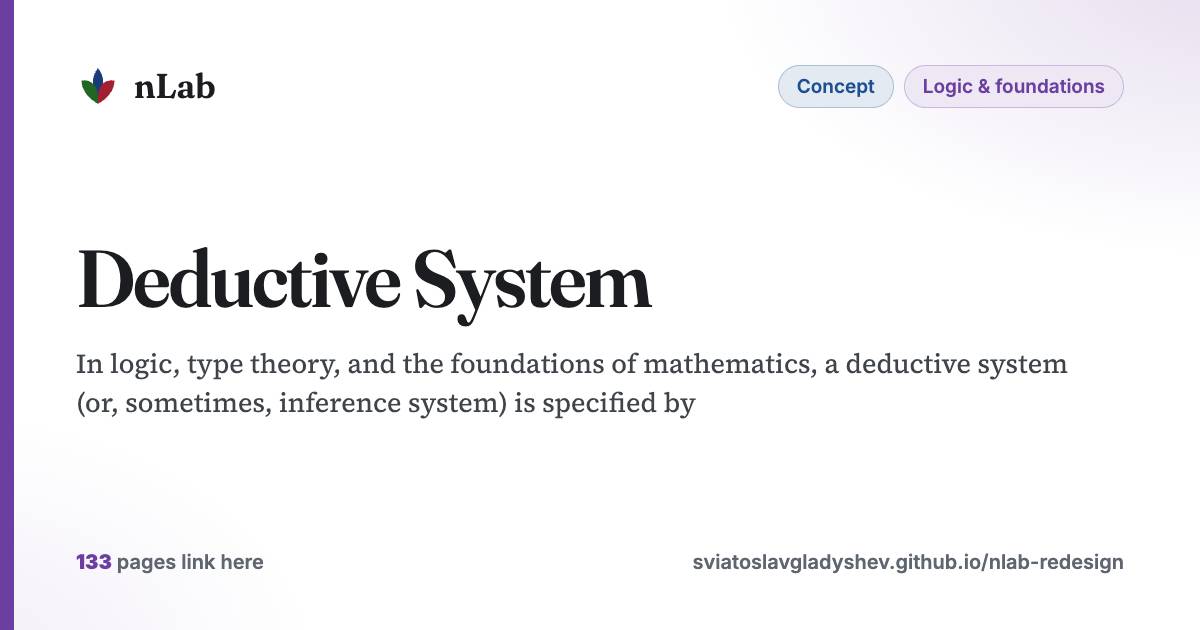 nLab
Concept
Logic & foundations
Deductive System
In logic, type theory, and the foundations of mathematics, a deductive system
(or, sometimes, inference system) is specified by
133 pages link here
sviatoslavgladyshev.github.io/nlab-redesign